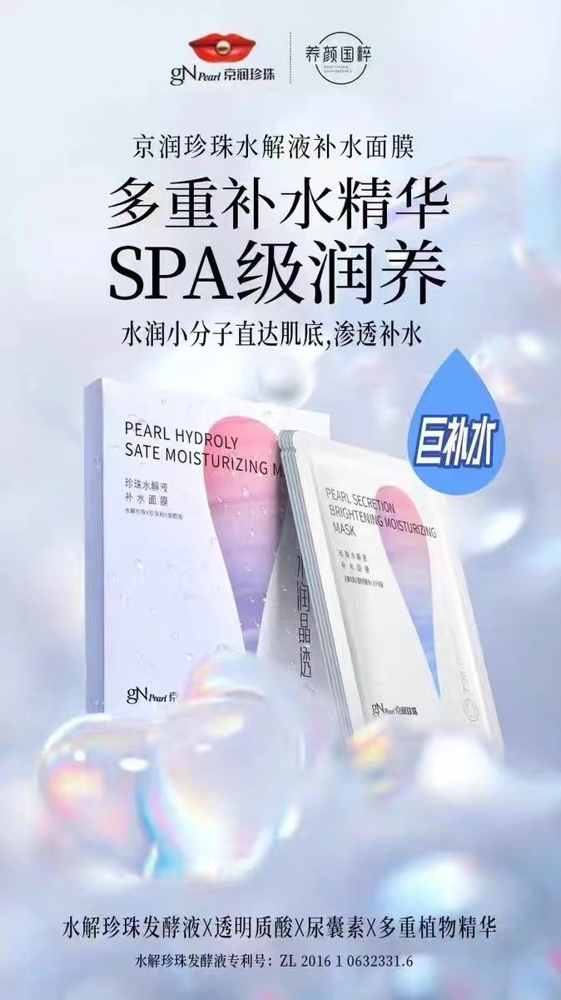 gN Pearl 京润珍珠
养颜国粹
京润珍珠水解液补水面膜
多重补水精华
SPA级润养
水润小分子直达肌底,渗透补水
巨补水
PEARL HYDROLY
SATE MOISTURIZING M
珍珠水解液
补水面膜
水润晶透
gN Pearl 京
PEARL SECRETION
BRIGHTENING MOISTURIZING
MASK
珍珠水解液
补水面膜
gN Pearl 京润珍珠
水解珍珠发酵液X透明质酸X尿囊素X多重植物精华
水解珍珠发酵液专利号：ZL 2016 1 0632331.6